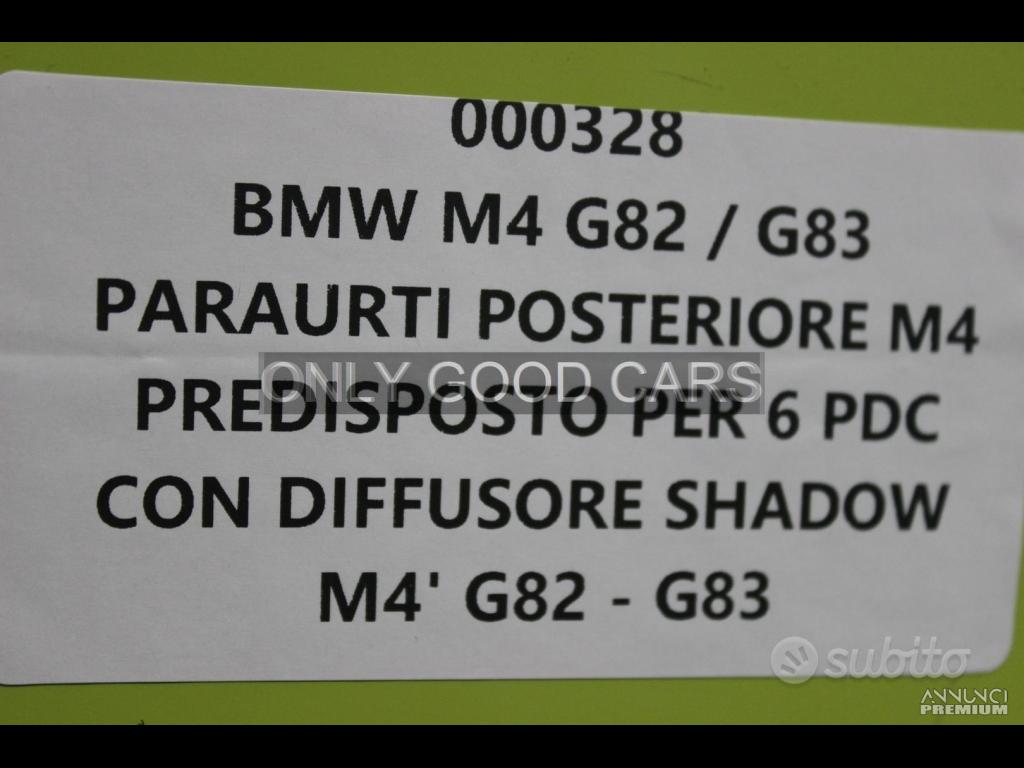 000328
BMW M4 G82 / G83
PARAURTI POSTERIORE M4
ONLY GOOD CARS
PREDISPOSTO PER 6 PDC
CON DIFFUSORE SHADOW
M4' G82 - G83
subito
ANNUNCI
PREMIUM